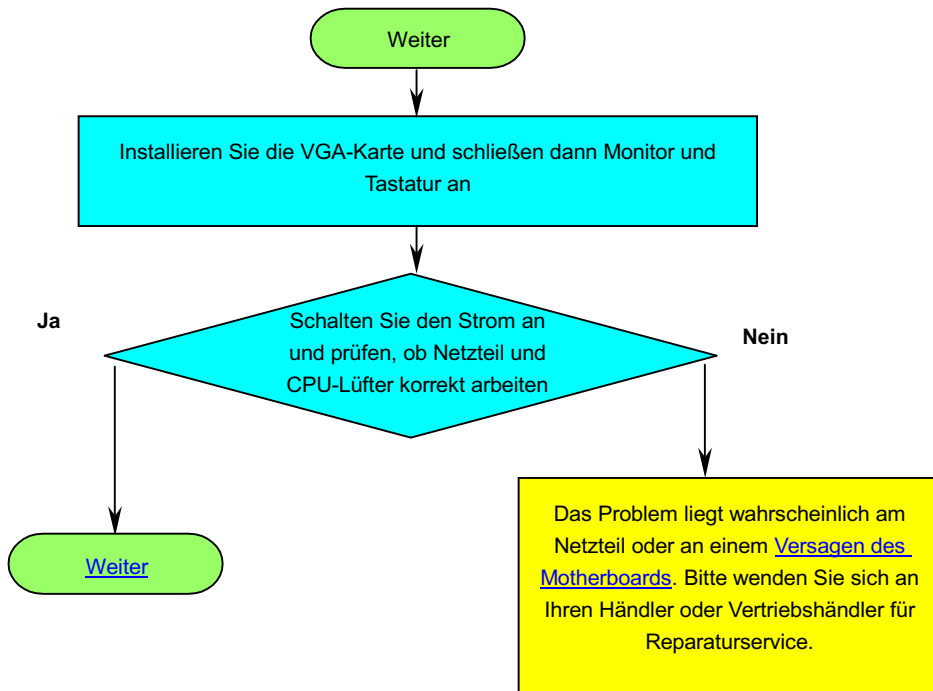 Weiter
Installieren Sie die VGA-Karte und schließen dann Monitor und
Tastatur an
Ja
Schalten Sie den Strom an
und prüfen, ob Netzteil und
CPU-Lüfter korrekt arbeiten
Nein
Weiter
Das Problem liegt wahrscheinlich am
Netzteil oder an einem Versagen des
Motherboards. Bitte wenden Sie sich an
Ihren Händler oder Vertriebshändler für
Reparaturservice.